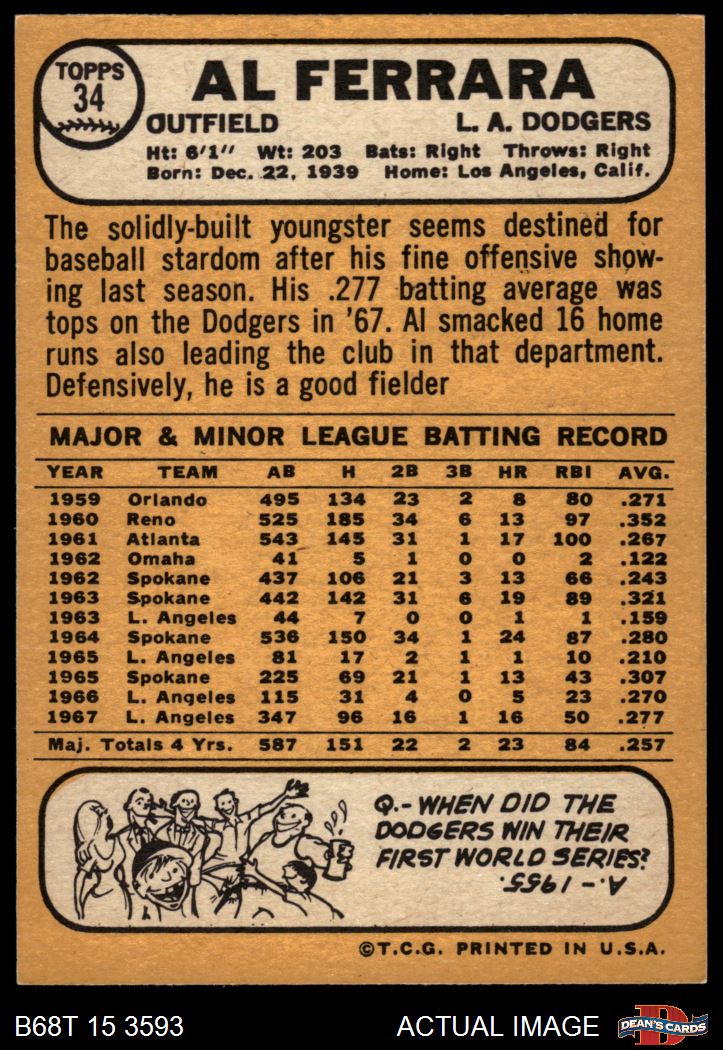 TOPPS
34
AL FERRARA
OUTFIELD L. A. DODGERS
Ht: 6'1" Wt: 203 Bats: Right Throws: Right
Born: Dec. 22, 1939 Home: Los Angeles, Calif.
The solidly-built youngster seems destined for
baseball stardom after his fine offensive show-
ing last season. His .277 batting average was
tops on the Dodgers in '67. Al smacked 16 home
runs also leading the club in that department.
Defensively, he is a good fielder
MAJOR & MINOR LEAGUE BATTING RECORD
YEAR TEAM AB H 2B 3B HR RBI AVG.
1959 Orlando 495 134 23 2 8 80 .271
1960 Reno 525 185 34 6 13 97 .352
1961 Atlanta 543 145 31 1 17 100 .267
1962 Omaha 41 5 1 0 0 2 .122
1962 Spokane 437 106 21 3 13 66 .243
1963 Spokane 442 142 31 6 19 89 .321
1963 L. Angeles 44 7 0 0 1 1 .159
1964 Spokane 536 150 34 1 24 87 .280
1965 L. Angeles 81 17 2 1 1 10 .210
1965 Spokane 225 69 21 1 13 43 .307
1966 L. Angeles 115 31 4 0 5 23 .270
1967 L. Angeles 347 96 16 1 16 50 .277
Maj. Totals 4 Yrs. 587 151 22 2 23 84 .257
Q.- WHEN DID THE
DODGERS WIN THEIR
FIRST WORLD SERIES?
A.- 1955.
©T.C.G. PRINTED IN U.S.A.
B68T 15 3593 ACTUAL IMAGE DEAN'S CARDS